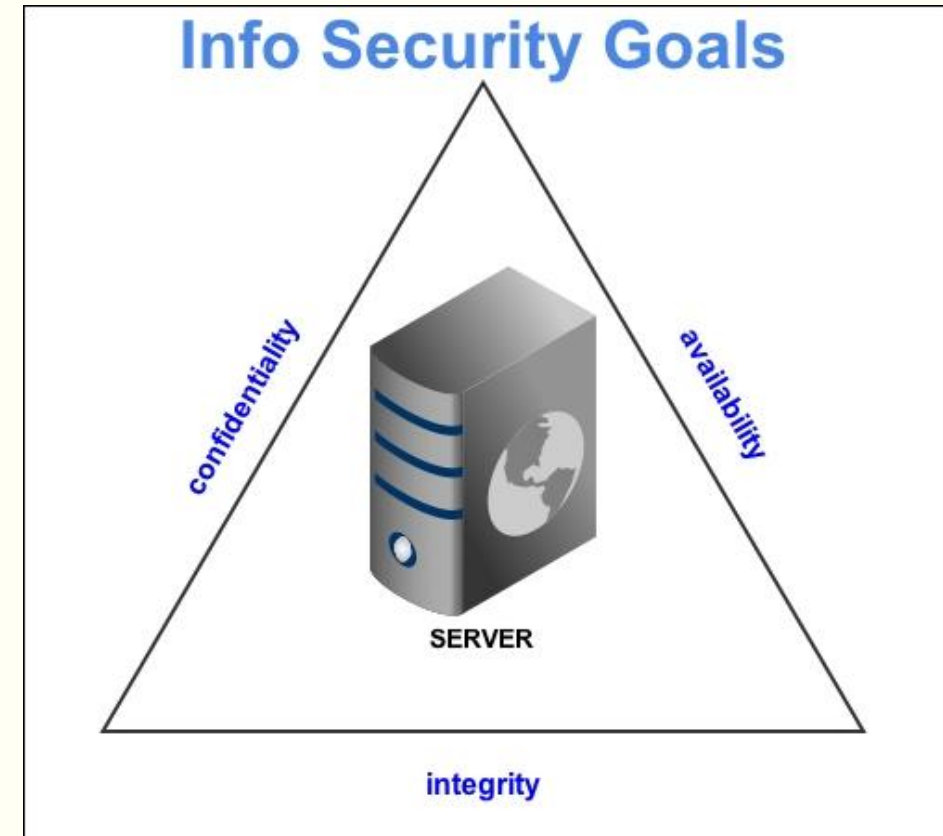 Info Security Goals
confidentiality
availability
SERVER
integrity